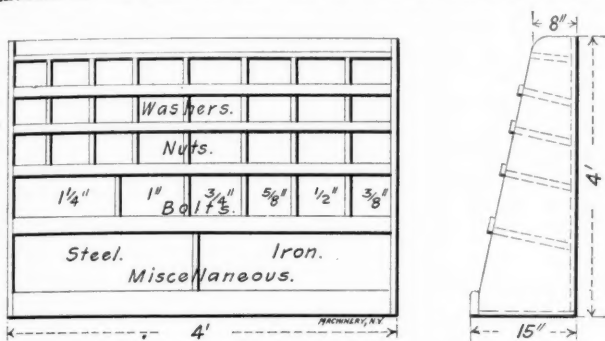 8"
Washers.
Nuts.
1¼" 1" ¾" ⅝" ½" ⅜"
Bolts.
Steel. Iron.
Miscellaneous.
MACHINERY, N.Y.
4'
4'
15"